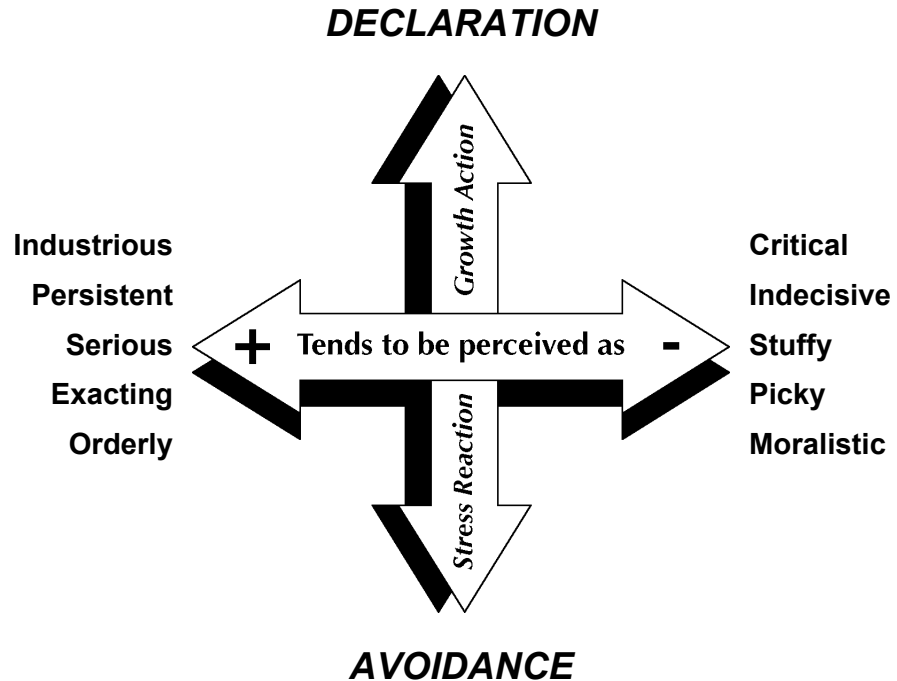 DECLARATION
Growth Action
Industrious
Persistent
Serious
Exacting
Orderly
+ Tends to be perceived as -
Critical
Indecisive
Stuffy
Picky
Moralistic
Stress Reaction
AVOIDANCE